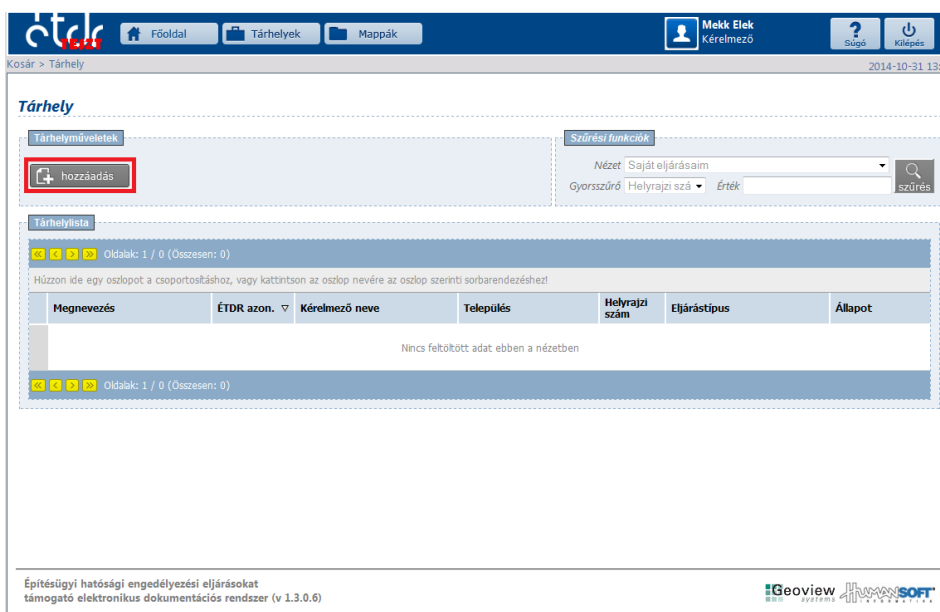 étdr
TESZT
Főoldal
Tárhelyek
Mappák
Mekk Elek
Kérelmező
?
Súgó
Kilépés
Kosár > Tárhely
2014-10-31 13:
Tárhely
Tárhelyműveletek
hozzáadás
Szűrési funkciók
Nézet Saját eljárásaim
Gyorsszűrő Helyrajzi szá Érték
szűrés
Tárhelylista
Oldalak: 1 / 0 (Összesen: 0)
Húzzon ide egy oszlopot a csoportosításhoz, vagy kattintson az oszlop nevére az oszlop szerinti sorbarendezéshez!
Megnevezés ÉTDR azon. Kérelmező neve Település Helyrajzi szám Eljárástípus Állapot
Nincs feltöltött adat ebben a nézetben
Oldalak: 1 / 0 (Összesen: 0)
Építésügyi hatósági engedélyezési eljárásokat
támogató elektronikus dokumentációs rendszer (v 1.3.0.6)
Geoview
systems
HUMANSOFT
INFORMATIKA